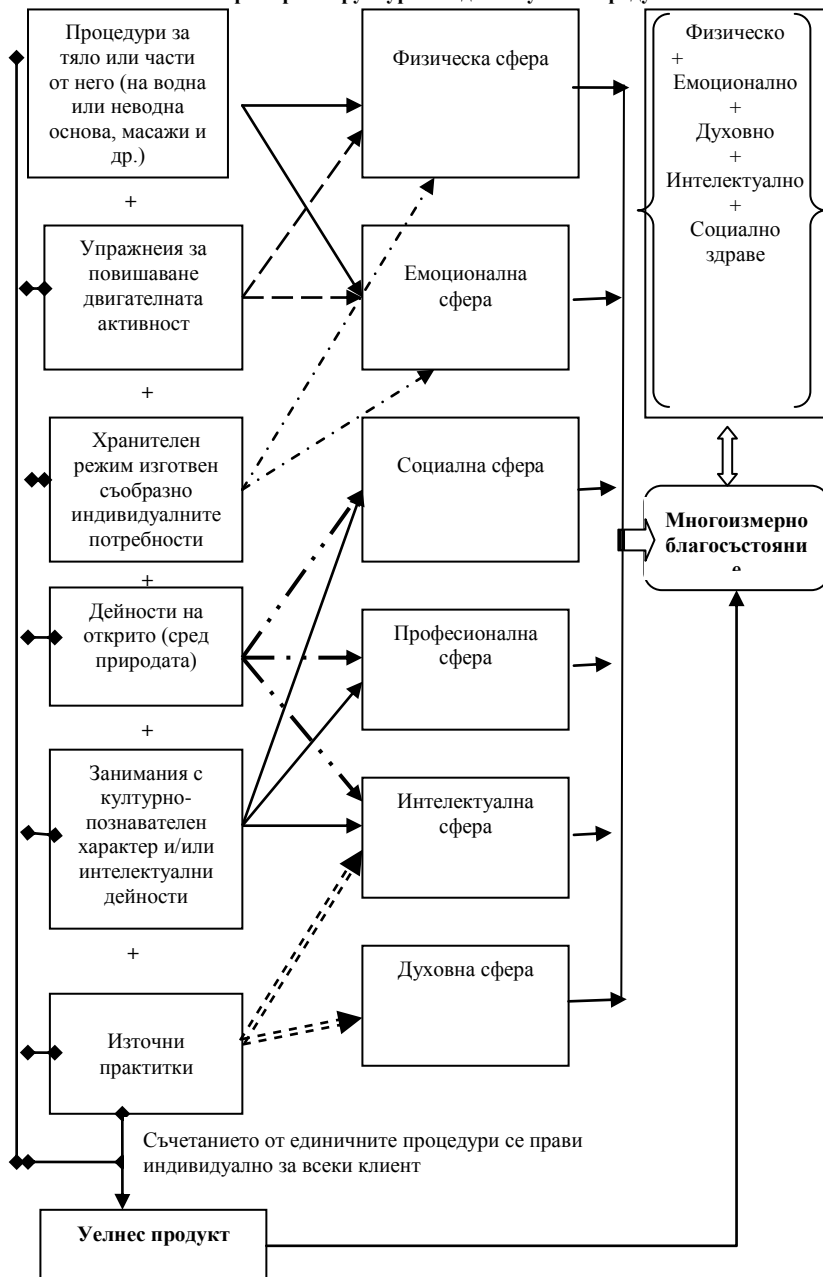 Процедури за
тяло или части
от него (на водна
или неводна
основа, масажи и
др.)
+
Упражнеия за
повишаване
двигателната
активност
+
Хранителен
режим изготвен
съобразно
индивидуалните
потребности
+
Дейности на
открито (сред
природата)
+
Занимания с
културно-
познавателен
характер и/или
интелектуални
дейности
+
Източни
практитки
Физическа сфера
Емоционална
сфера
Социална сфера
Професионална
сфера
Интелектуална
сфера
Духовна сфера
Физическо
+
Емоционално
+
Духовно
+
Интелектуално
+
Социално
здраве
Многоизмерно
благосъстояни
е
Съчетанието от единичните процедури се прави
индивидуално за всеки клиент
Уелнес продукт